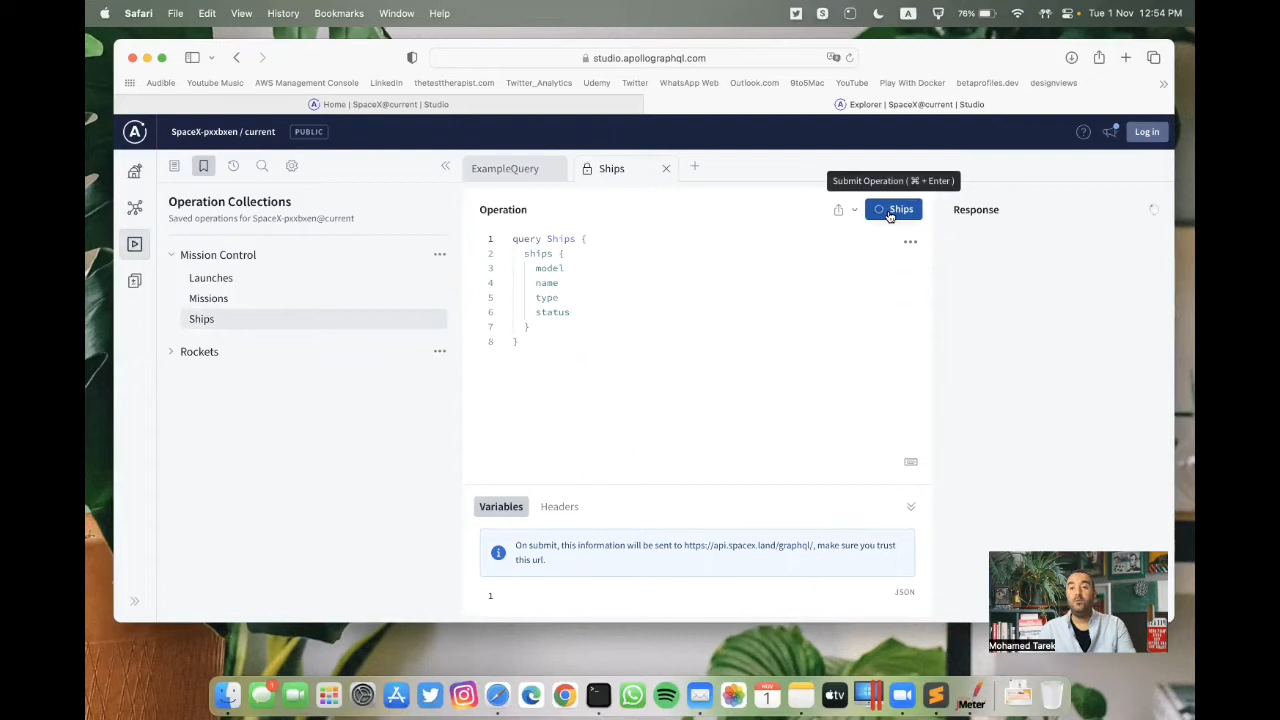 Safari File Edit View History Bookmarks Window Help 76% Tue 1 Nov 12:54 PM
studio.apollographql.com
Audible Youtube Music AWS Management Console LinkedIn thetesttherapist.com Twitter_Analytics Udemy Twitter WhatsApp Web Outlook.com 9to5Mac YouTube Play With Docker betaprofiles.dev designviews
Home | SpaceX@current | Studio Explorer | SpaceX@current | Studio
SpaceX-pxxbxen / current PUBLIC Log in
ExampleQuery Ships
Submit Operation ( ⌘ + Enter )
Operation Collections
Saved operations for SpaceX-pxxbxen@current
Mission Control
Launches
Missions
Ships
Rockets
Operation Ships
1 query Ships {
2 ships {
3 model
4 name
5 type
6 status
7 }
8 }
Variables Headers
On submit, this information will be sent to https://api.spacex.land/graphql/, make sure you trust
this url.
JSON
1
Response
Mohamed Tarek
NOV
1
1
tv
JMeter